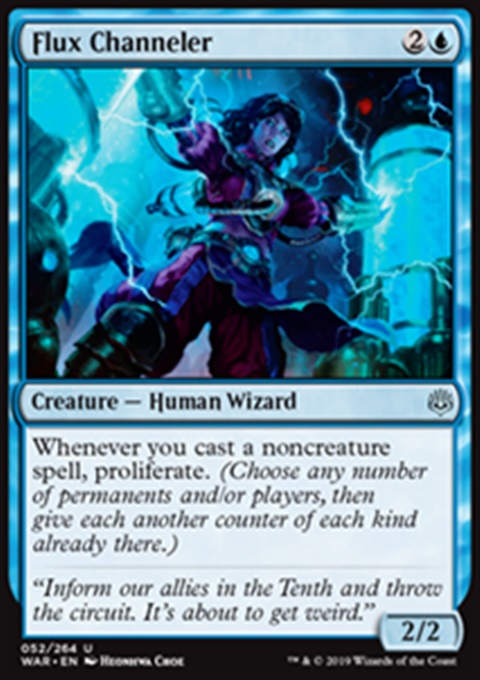 Flux Channeler 2
Creature — Human Wizard
Whenever you cast a noncreature
spell, proliferate. (Choose any number
of permanents and/or players, then
give each another counter of each kind
already there.)
“Inform our allies in the Tenth and throw
the circuit. It’s about to get weird.”
2/2
052/264 U
WAR • EN Heonhwa Choe
™ & © 2019 Wizards of the Coast